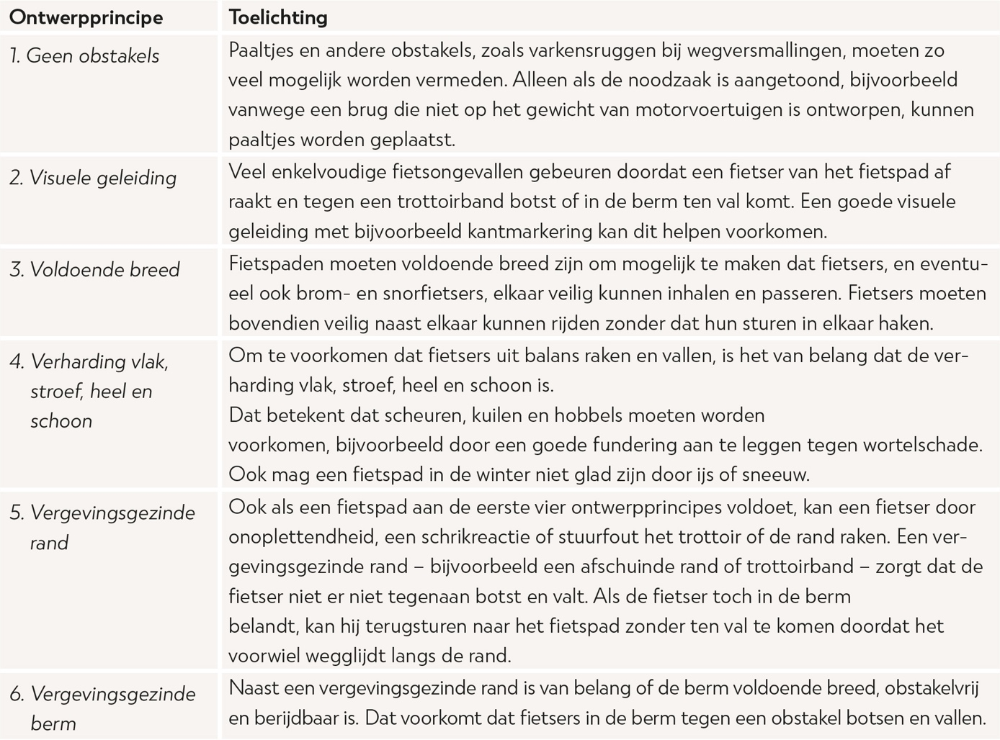 Ontwerpprincipe
Toelichting
1. Geen obstakels
Paaltjes en andere obstakels, zoals varkensruggen bij wegversmallingen, moeten zo
veel mogelijk worden vermeden. Alleen als de noodzaak is aangetoond, bijvoorbeeld
vanwege een brug die niet op het gewicht van motorvoertuigen is ontworpen, kunnen
paaltjes worden geplaatst.
2. Visuele geleiding
Veel enkelvoudige fietsongevallen gebeuren doordat een fietser van het fietspad af
raakt en tegen een trottoirband botst of in de berm ten val komt. Een goede visuele
geleiding met bijvoorbeeld kantmarkering kan dit helpen voorkomen.
3. Voldoende breed
Fietspaden moeten voldoende breed zijn om mogelijk te maken dat fietsers, en eventu-
eel ook brom- en snorfietsers, elkaar veilig kunnen inhalen en passeren. Fietsers moeten
bovendien veilig naast elkaar kunnen rijden zonder dat hun sturen in elkaar haken.
4. Verharding vlak,
stroef, heel en
schoon
Om te voorkomen dat fietsers uit balans raken en vallen, is het van belang dat de ver-
harding vlak, stroef, heel en schoon is.
Dat betekent dat scheuren, kuilen en hobbels moeten worden
voorkomen, bijvoorbeeld door een goede fundering aan te leggen tegen wortelschade.
Ook mag een fietspad in de winter niet glad zijn door ijs of sneeuw.
5. Vergevingsgezinde
rand
Ook als een fietspad aan de eerste vier ontwerpprincipes voldoet, kan een fietser door
onoplettendheid, een schrikreactie of stuurfout het trottoir of de rand raken. Een ver-
gevingsgezinde rand – bijvoorbeeld een afschuinde rand of trottoirband – zorgt dat de
fietser niet er niet tegenaan botst en valt. Als de fietser toch in de berm
belandt, kan hij terugsturen naar het fietspad zonder ten val te komen doordat het
voorwiel wegglijdt langs de rand.
6. Vergevingsgezinde
berm
Naast een vergevingsgezinde rand is van belang of de berm voldoende breed, obstakelvrij
en berijdbaar is. Dat voorkomt dat fietsers in de berm tegen een obstakel botsen en vallen.